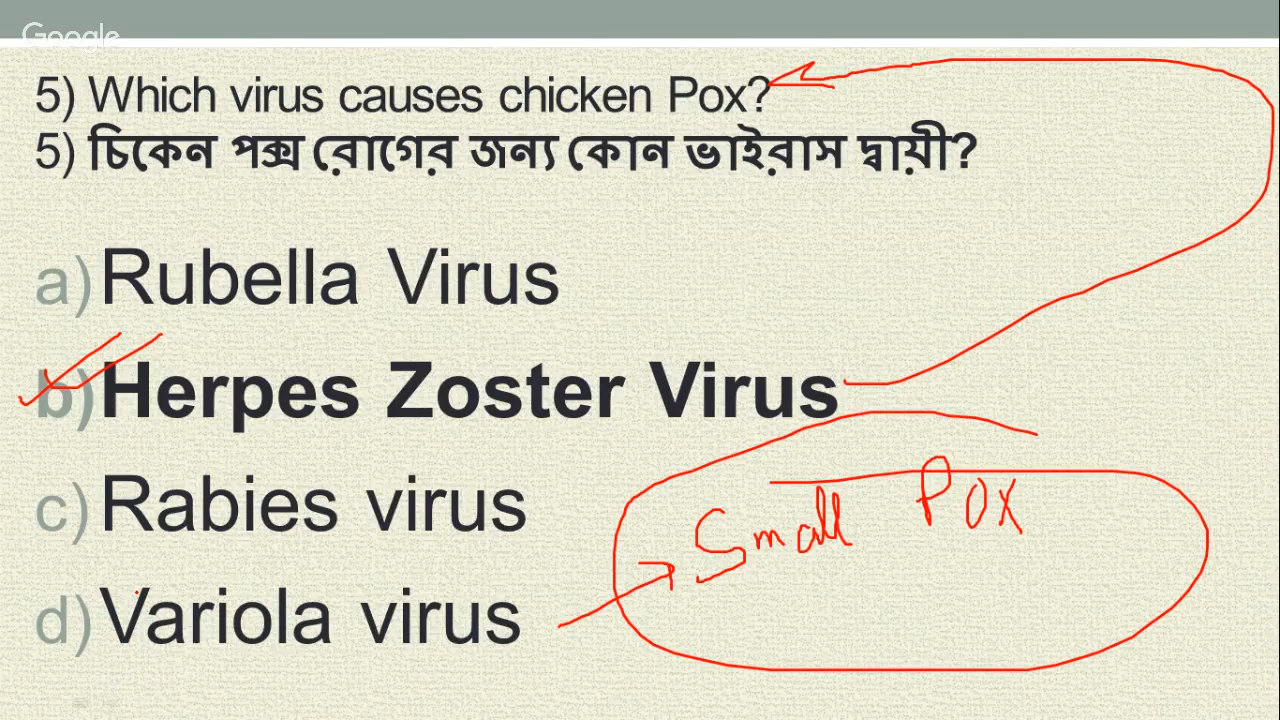 Google
5) Which virus causes chicken Pox?
5) চিকেন পক্স রোগের জন্য কোন ভাইরাস দ্বায়ী?
a) Rubella Virus
b) Herpes Zoster Virus
c) Rabies virus
Small Pox
d) Variola virus